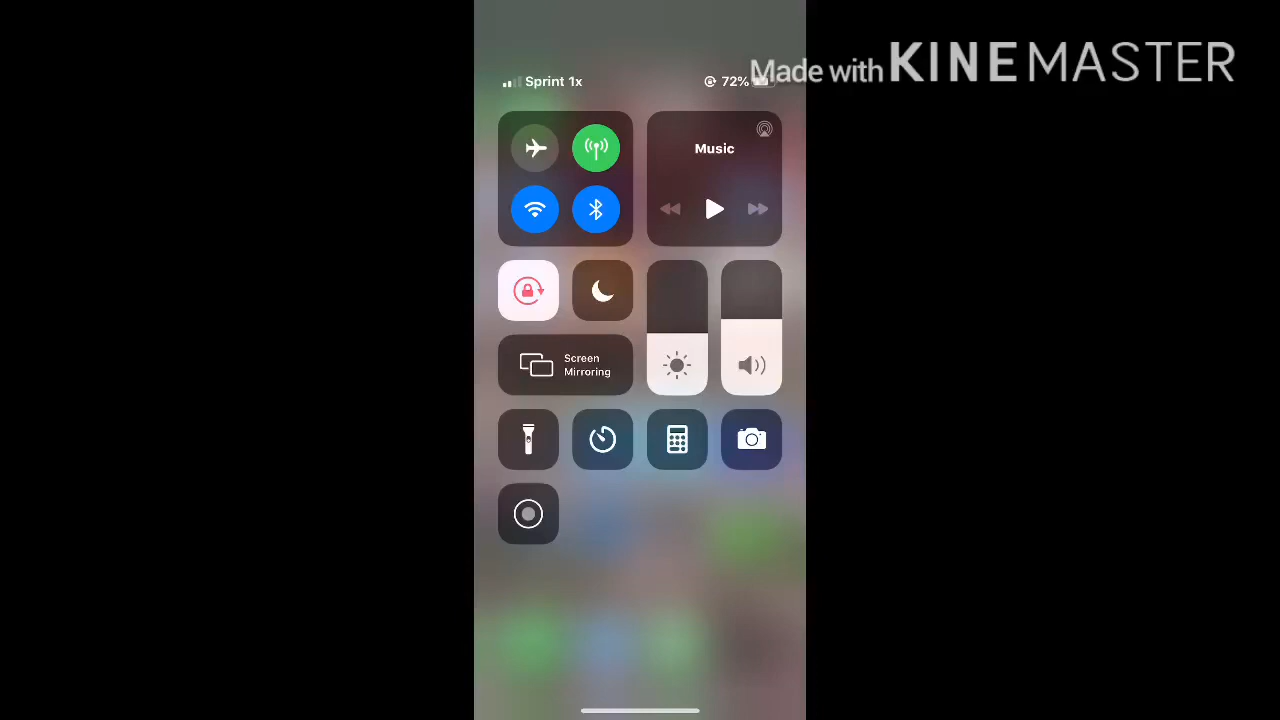 Made with KINEMASTER
Sprint 1x
72%
Music
Screen
Mirroring